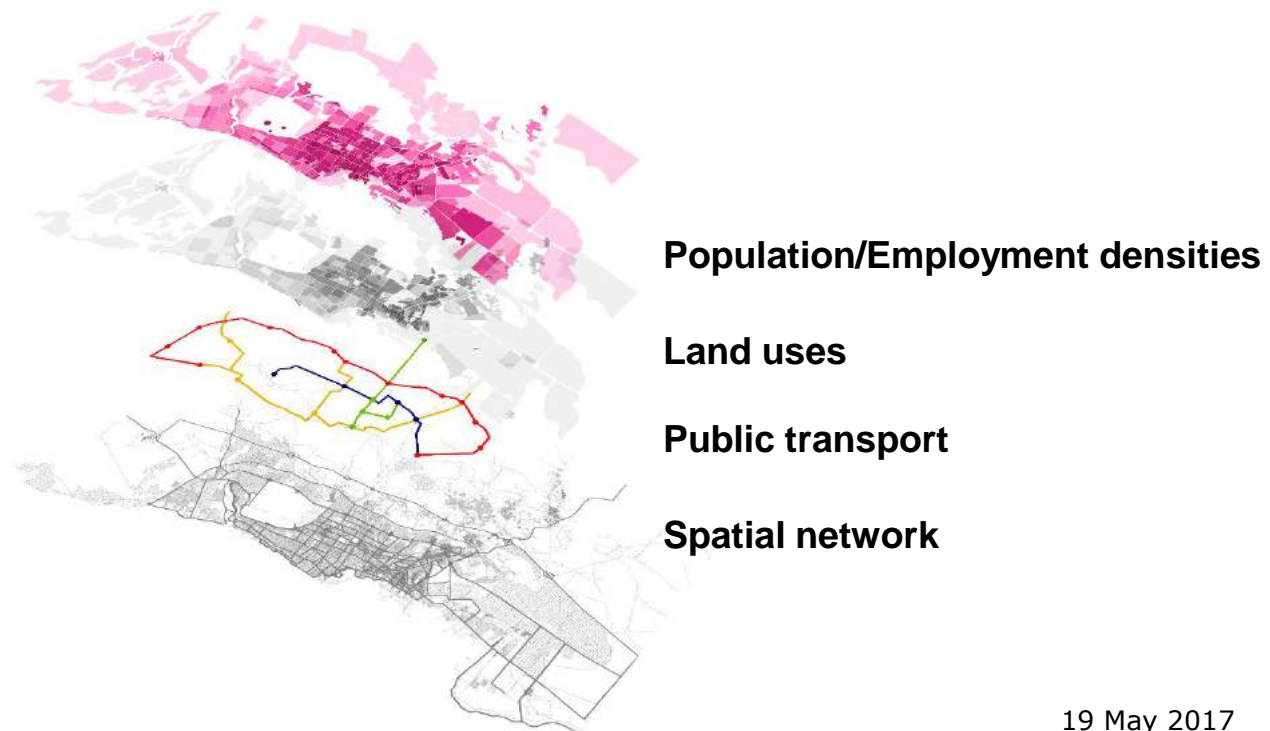 Population/Employment densities
Land uses
Public transport
Spatial network
19 May 2017